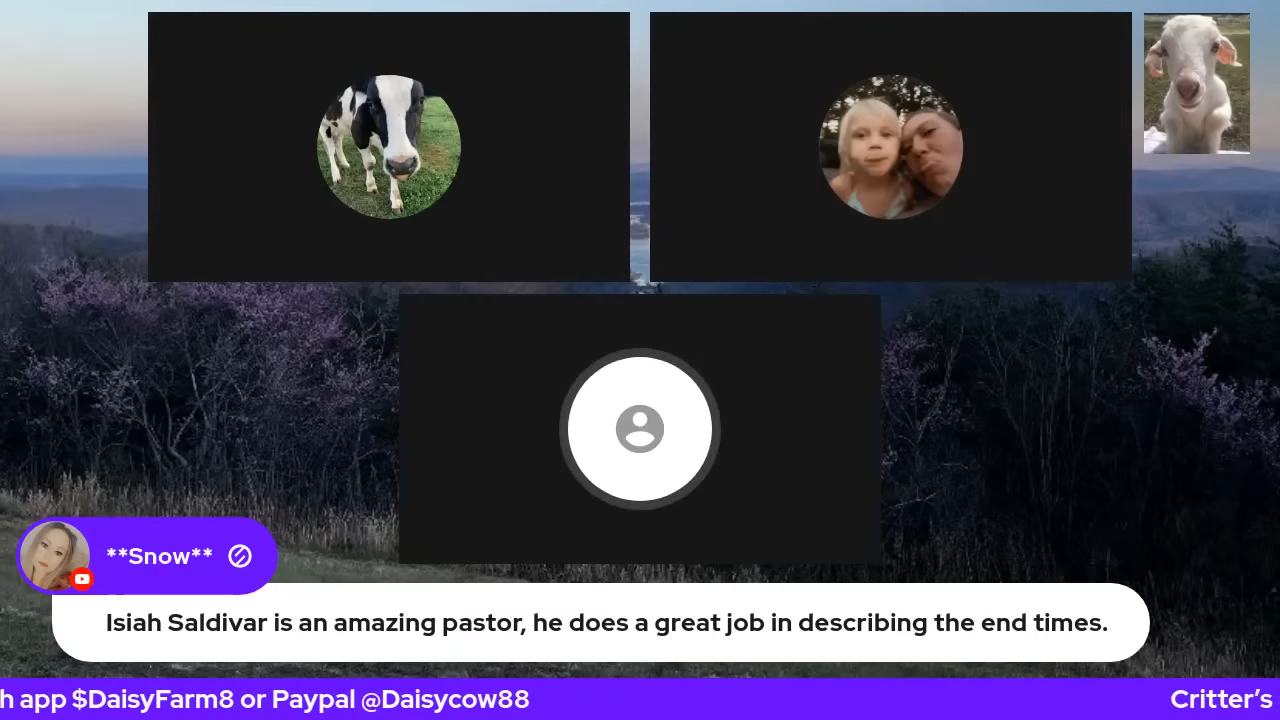 **Snow**
Isiah Saldivar is an amazing pastor, he does a great job in describing the end times.
h app $DaisyFarm8 or Paypal @Daisycow88 Critter’s